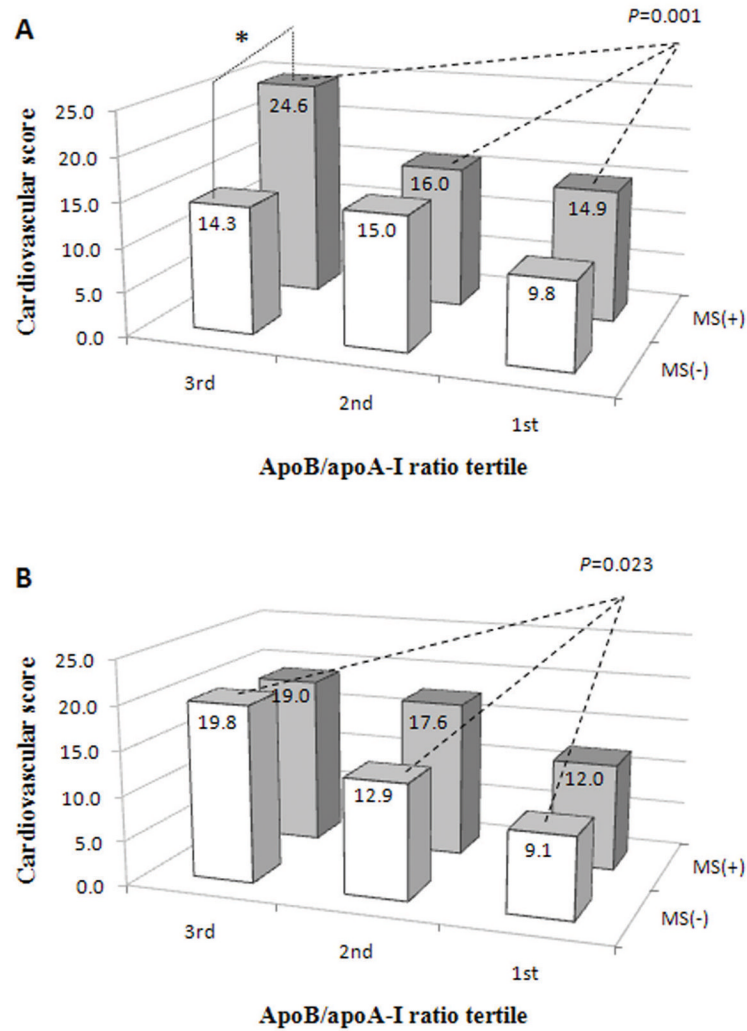 A
P=0.001
*
Cardiovascular score
25.0
20.0
15.0
10.0
5.0
0.0
24.6
16.0
14.9
14.3
15.0
9.8
MS(+)
MS(-)
3rd
2nd
1st
ApoB/apoA-I ratio tertile
B
P=0.023
Cardiovascular score
25.0
20.0
15.0
10.0
5.0
0.0
19.0
17.6
12.0
19.8
12.9
9.1
MS(+)
MS(-)
3rd
2nd
1st
ApoB/apoA-I ratio tertile